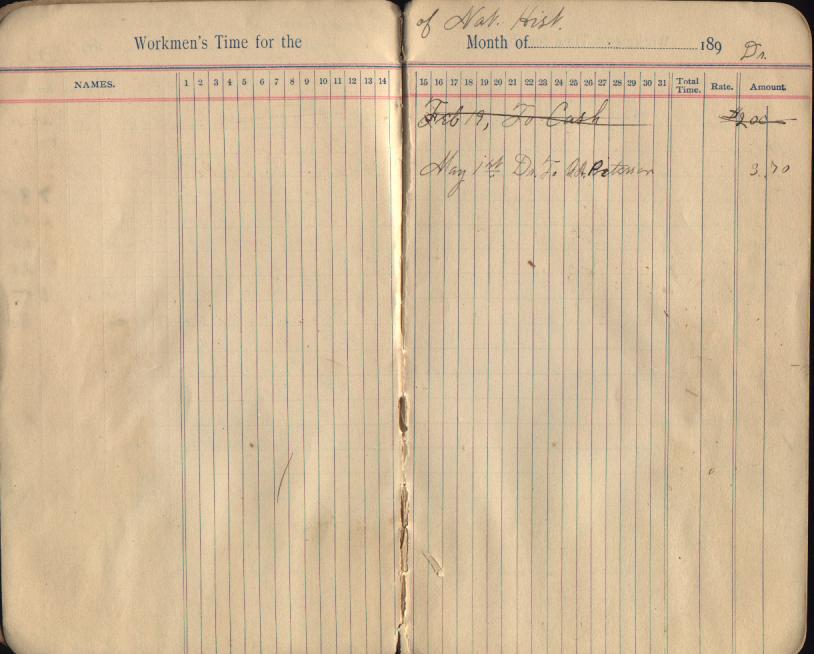 Workmen's Time for the
NAMES. 1 2 3 4 5 6 7 8 9 10 11 12 13 14
of Nat. Hist.
Month of 189 Dr.
15 16 17 18 19 20 21 22 23 24 25 26 27 28 29 30 31 Total Time. Rate. Amount.
Feb 19, To Cash $2.00
May 1st Dr. To Peterson 3.70